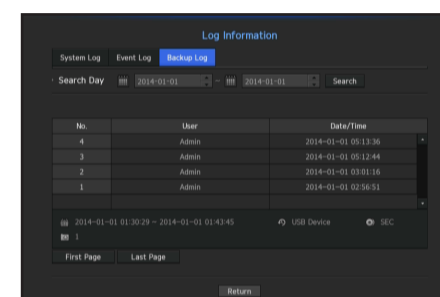 Log Information
System Log Event Log Backup Log
Search Day 2014-01-01 ~ 2014-01-01 Search
No. User Date/Time
4 Admin 2014-01-01 05:13:36
3 Admin 2014-01-01 05:12:44
2 Admin 2014-01-01 03:01:16
1 Admin 2014-01-01 02:56:51
2014-01-01 01:30:29 ~ 2014-01-01 01:43:45 USB Device SEC
1
First Page Last Page
Return